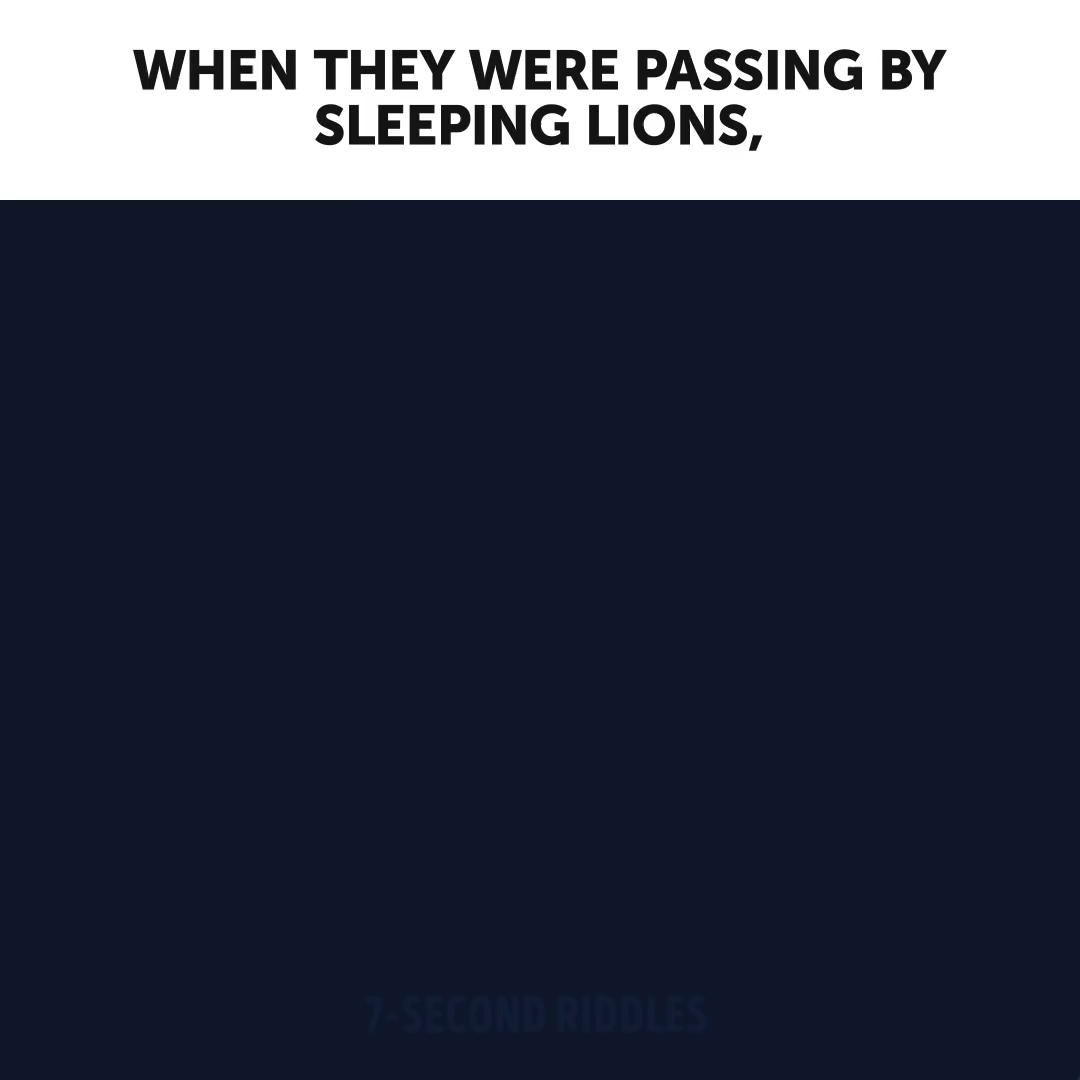 WHEN THEY WERE PASSING BY
SLEEPING LIONS,
7-SECOND RIDDLES